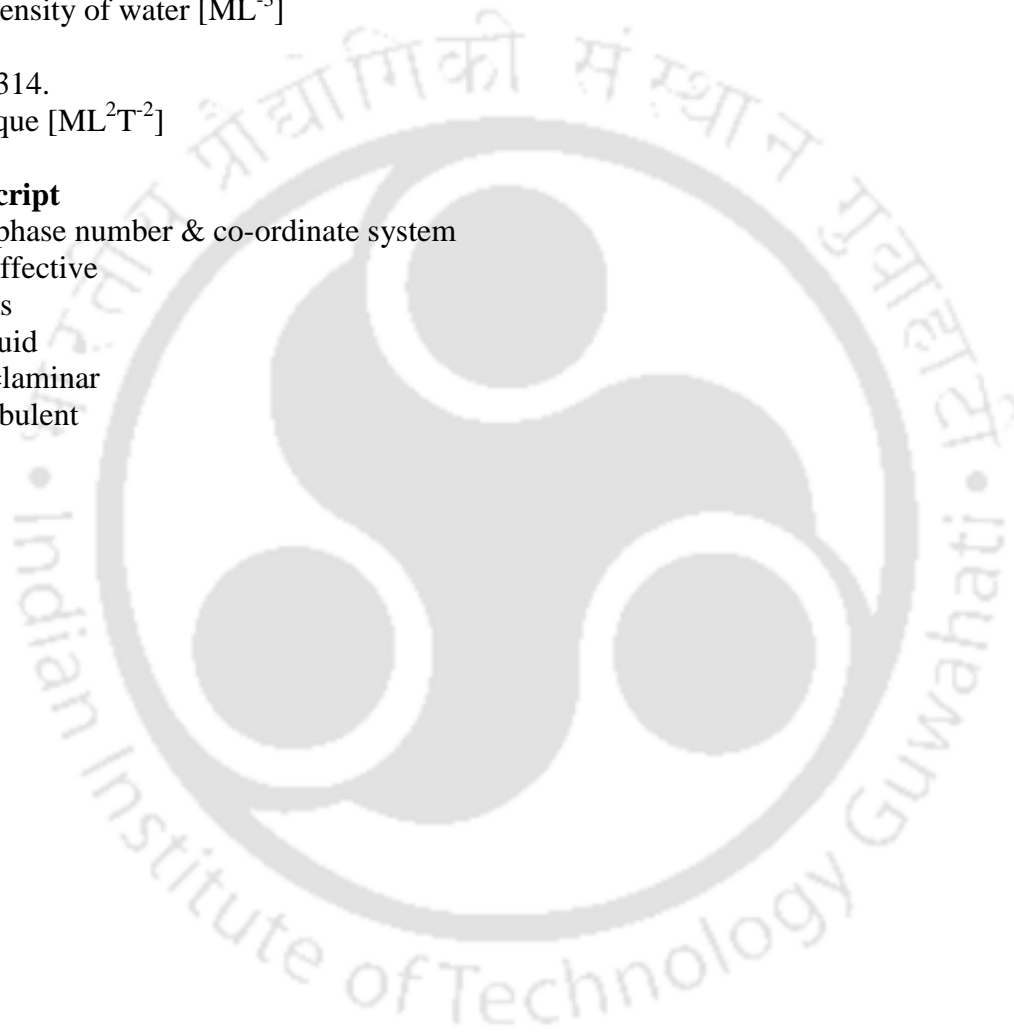 ensity of water [ML⁻³]
314.
que [ML²T⁻²]
cript
phase number & co-ordinate system
ffective
s
uid
laminar
bulent
भारतीय प्रौद्योगिकी संस्थान गुवाहाटी
Indian Institute of Technology Guwahati